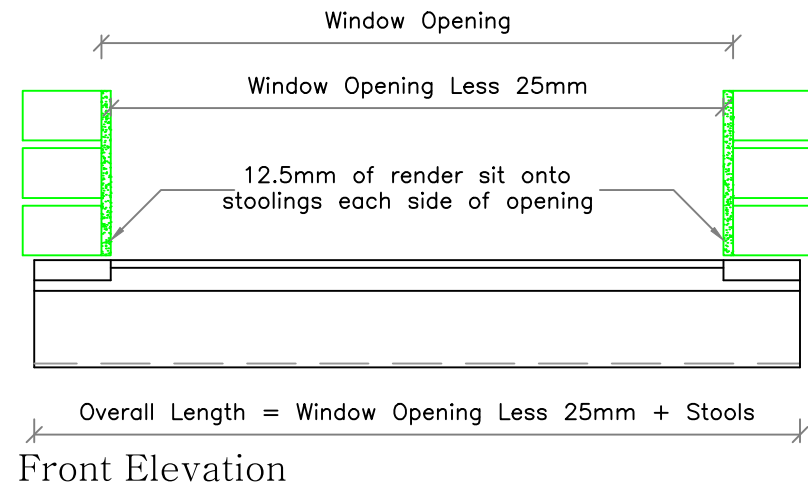 Window Opening
Window Opening Less 25mm
12.5mm of render sit onto
stoolings each side of opening
Overall Length = Window Opening Less 25mm + Stools
Front Elevation